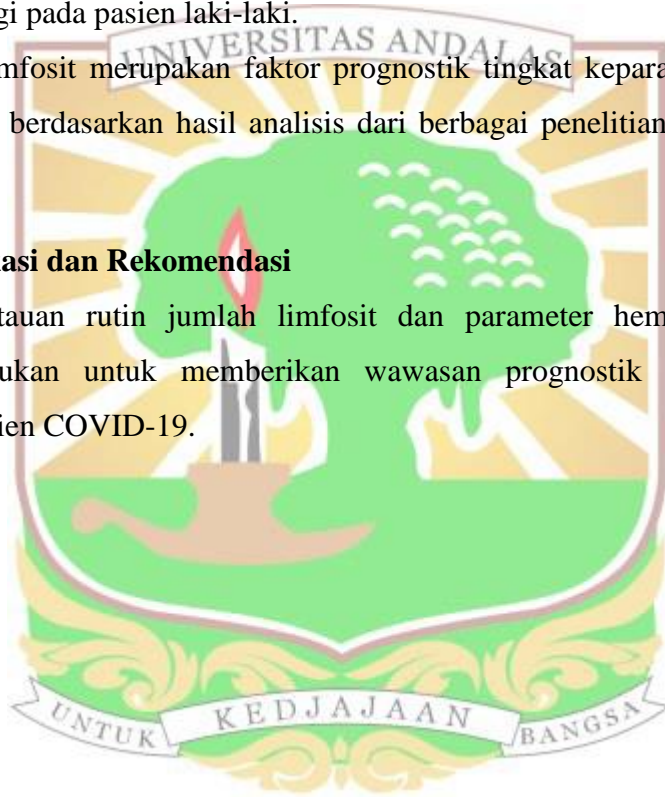 gi pada pasien laki-laki.
UNIVERSITAS ANDALAS
mfosit merupakan faktor prognostik tingkat kepara
berdasarkan hasil analisis dari berbagai penelitian
asi dan Rekomendasi
tauan rutin jumlah limfosit dan parameter hem
ukan untuk memberikan wawasan prognostik
ien COVID-19.
UNTUK KEDJAJAAN BANGSA